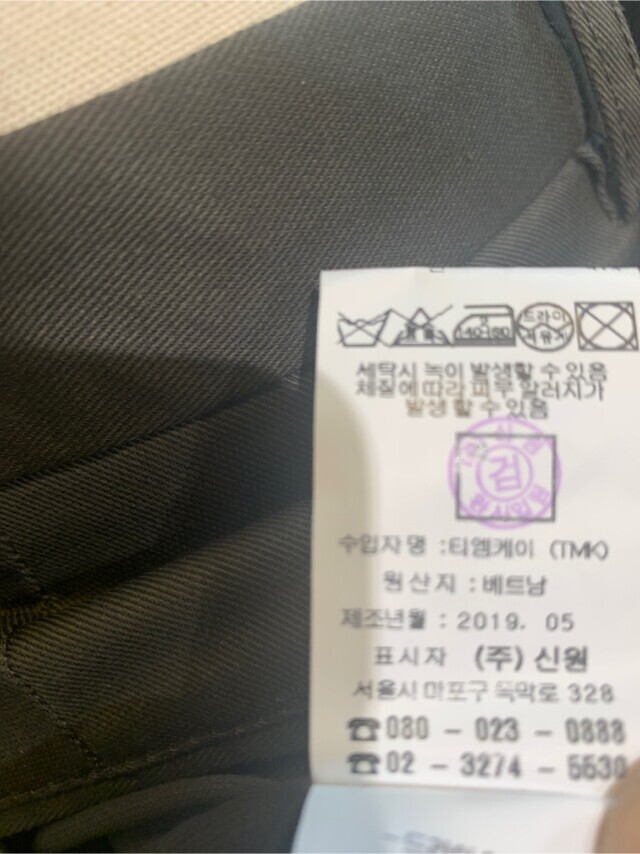 140-160
드라이
세탁시 녹이 발생할 수 있음
체질에 따라 피부 알러지가
발생할 수 있음
검
수입자명 : 티엠케이 (TMK)
원산지 : 베트남
제조년월 : 2019. 05
표시자 (주) 신원
서울시 마포구 독막로 328
☎ 080 - 023 - 0888
☎ 02 - 3274 - 5530